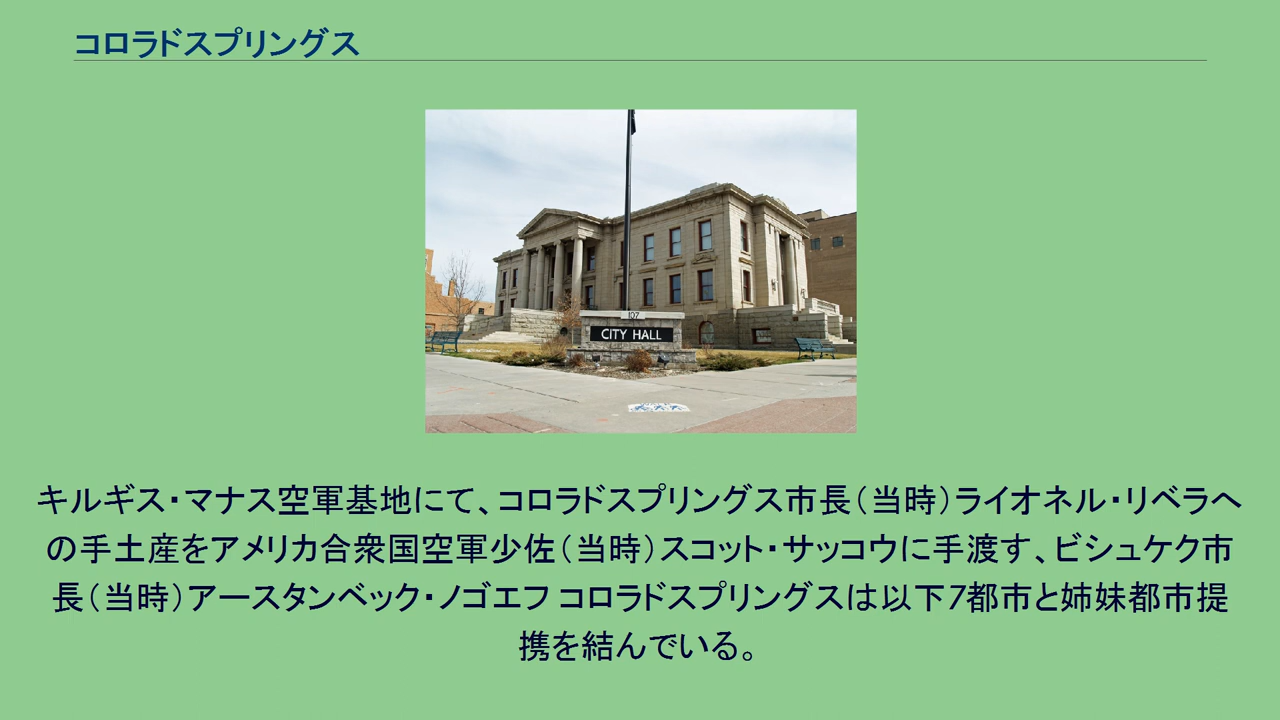 コロラドスプリングス
107
CITY HALL
キルギス・マナス空軍基地にて、コロラドスプリングス市長（当時）ライオネル・リベラへ
の手土産をアメリカ合衆国空軍少佐（当時）スコット・サッコウに手渡す、ビシュケク市
長（当時）アースタンベック・ノゴエフ コロラドスプリングスは以下7都市と姉妹都市提
携を結んでいる。